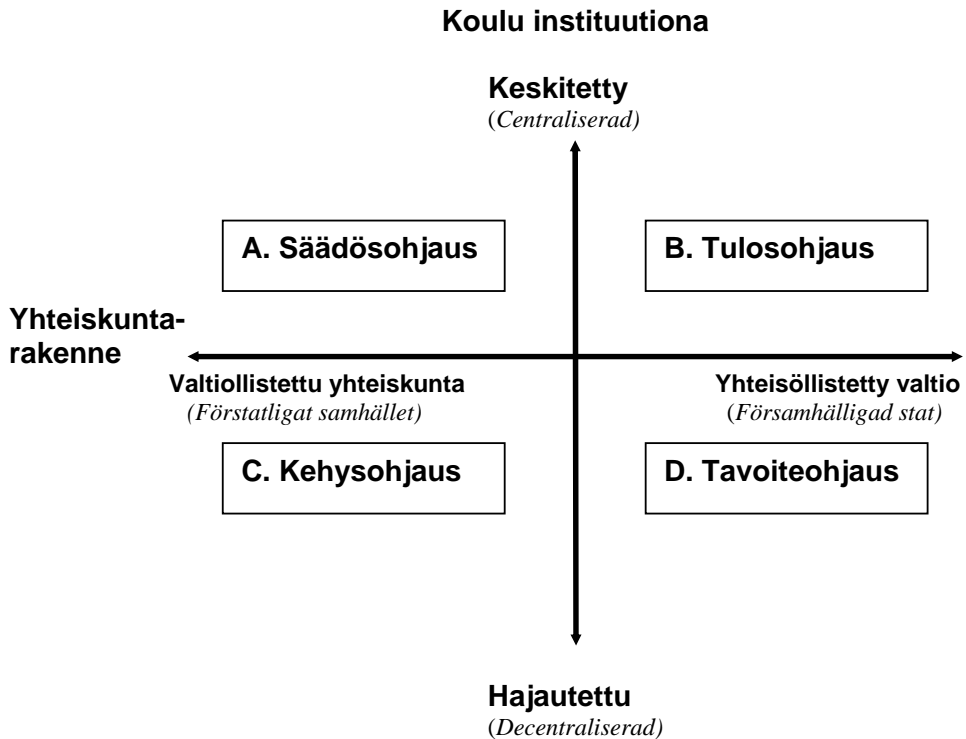 Koulu instituutiona
Keskitetty
(Centraliserad)
A. Säädösohjaus
B. Tulosohjaus
Yhteiskunta-
rakenne
Valtiollistettu yhteiskunta
(Förstatligat samhället)
Yhteisöllistetty valtio
(Församhälligad stat)
C. Kehysohjaus
D. Tavoiteohjaus
Hajautettu
(Decentraliserad)